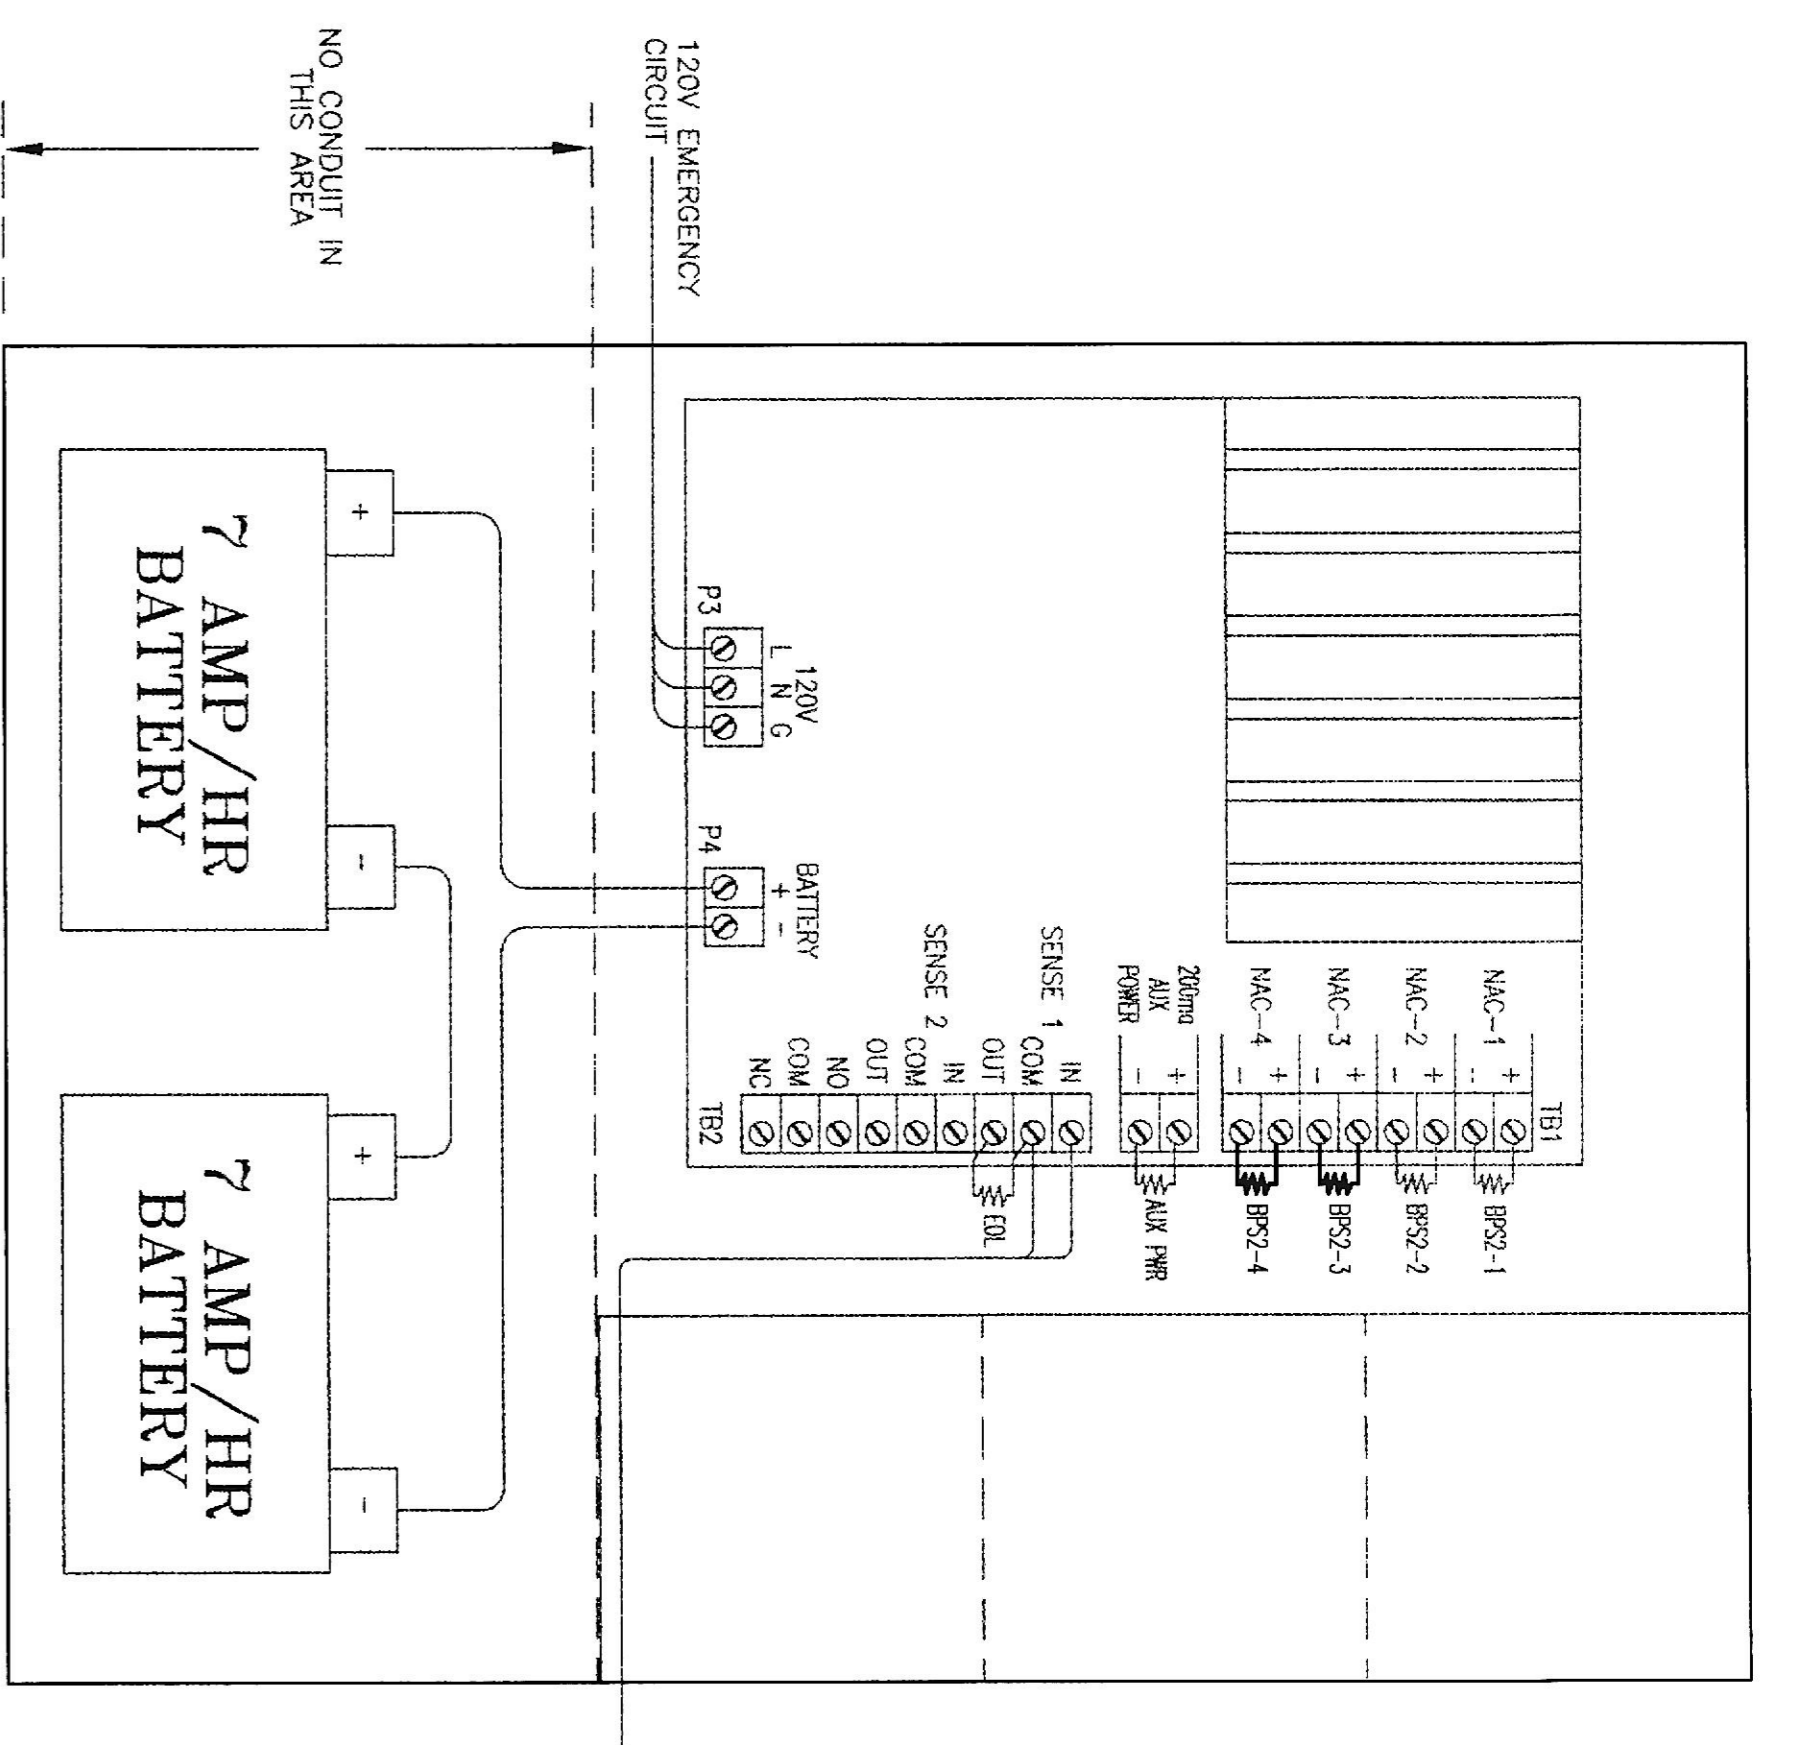 TB1
NAC-1
+
-
BPS2-1
NAC-2
+
-
BPS2-2
NAC-3
+
-
BPS2-3
NAC-4
+
-
BPS2-4
200ma
AUX
POWER
+
-
AUX PWR
SENSE 1
IN
COM
OUT
EOL
SENSE 2
IN
COM
OUT
NO
COM
NC
TB2
120V
L N G
P3
BATTERY
+ -
P4
120V EMERGENCY
CIRCUIT
NO CONDUIT IN
THIS AREA
+
-
7 AMP/HR
BATTERY
+
-
7 AMP/HR
BATTERY